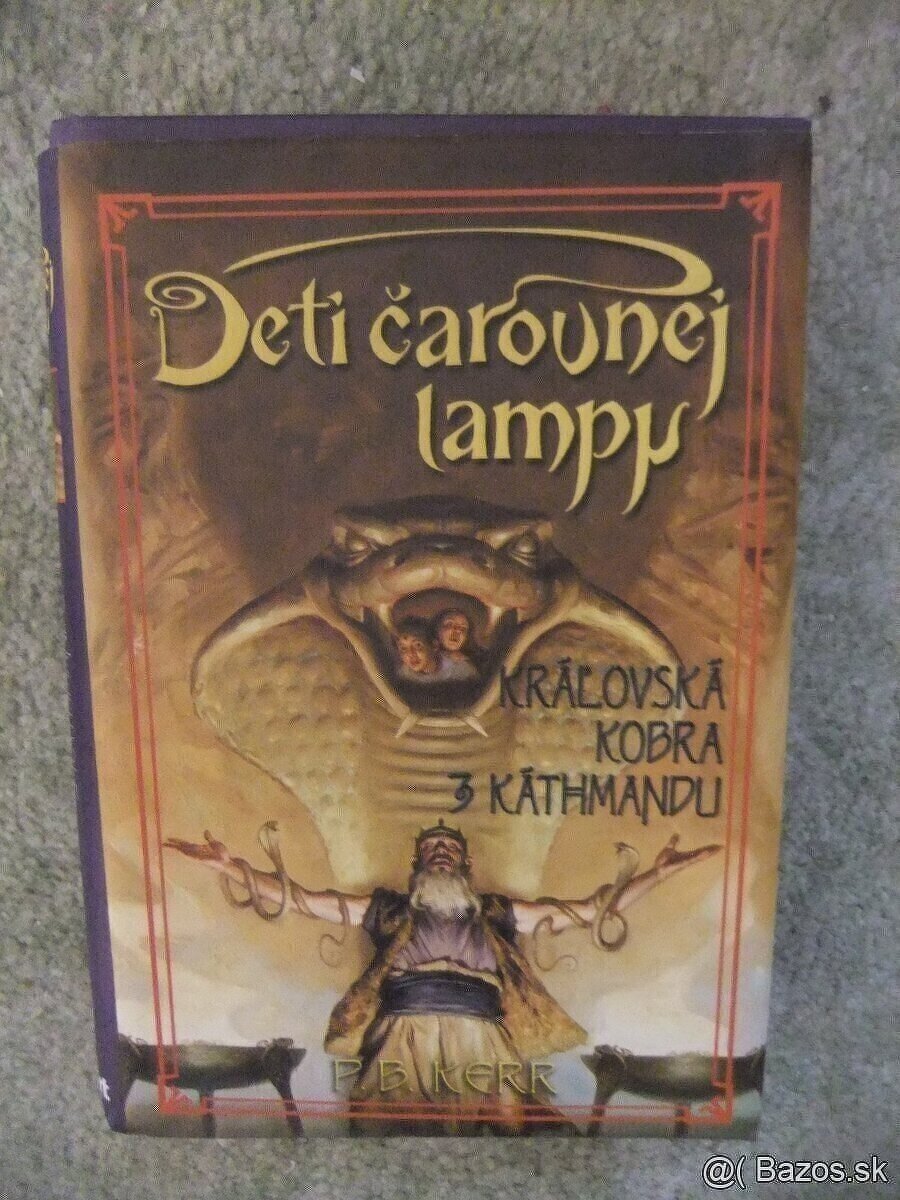 Deti čarovnej
lampy
KRÁĽOVSKÁ
KOBRA
Z KÁTHMANDU
P. B. KERR
@( Bazos.sk